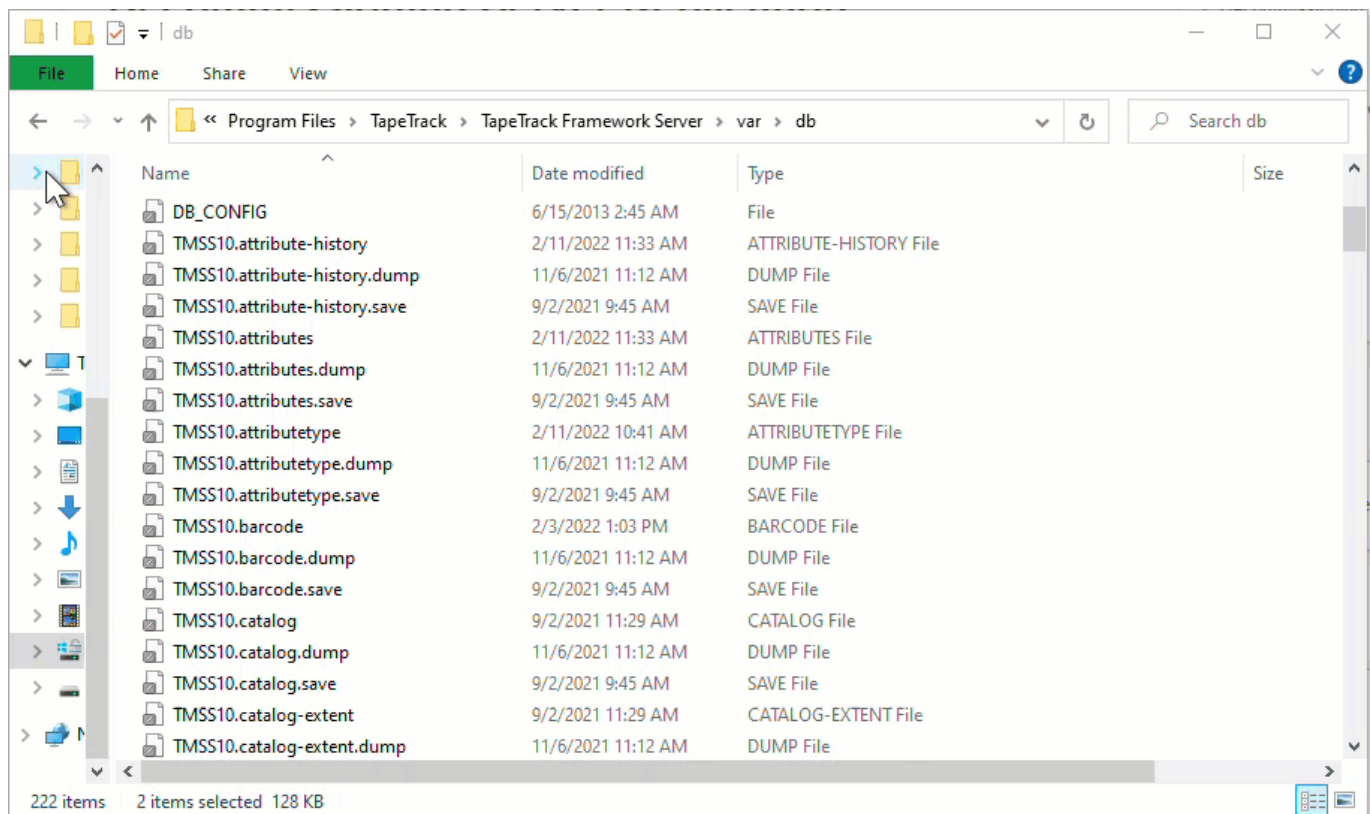 db
File Home Share View
« Program Files > TapeTrack > TapeTrack Framework Server > var > db Search db
Name Date modified Type Size
DB_CONFIG 6/15/2013 2:45 AM File
TMSS10.attribute-history 2/11/2022 11:33 AM ATTRIBUTE-HISTORY File
TMSS10.attribute-history.dump 11/6/2021 11:12 AM DUMP File
TMSS10.attribute-history.save 9/2/2021 9:45 AM SAVE File
TMSS10.attributes 2/11/2022 11:33 AM ATTRIBUTES File
TMSS10.attributes.dump 11/6/2021 11:12 AM DUMP File
TMSS10.attributes.save 9/2/2021 9:45 AM SAVE File
TMSS10.attributetype 2/11/2022 10:41 AM ATTRIBUTETYPE File
TMSS10.attributetype.dump 11/6/2021 11:12 AM DUMP File
TMSS10.attributetype.save 9/2/2021 9:45 AM SAVE File
TMSS10.barcode 2/3/2022 1:03 PM BARCODE File
TMSS10.barcode.dump 11/6/2021 11:12 AM DUMP File
TMSS10.barcode.save 9/2/2021 9:45 AM SAVE File
TMSS10.catalog 9/2/2021 11:29 AM CATALOG File
TMSS10.catalog.dump 11/6/2021 11:12 AM DUMP File
TMSS10.catalog.save 9/2/2021 9:45 AM SAVE File
TMSS10.catalog-extent 9/2/2021 11:29 AM CATALOG-EXTENT File
TMSS10.catalog-extent.dump 11/6/2021 11:12 AM DUMP File
222 items 2 items selected 128 KB